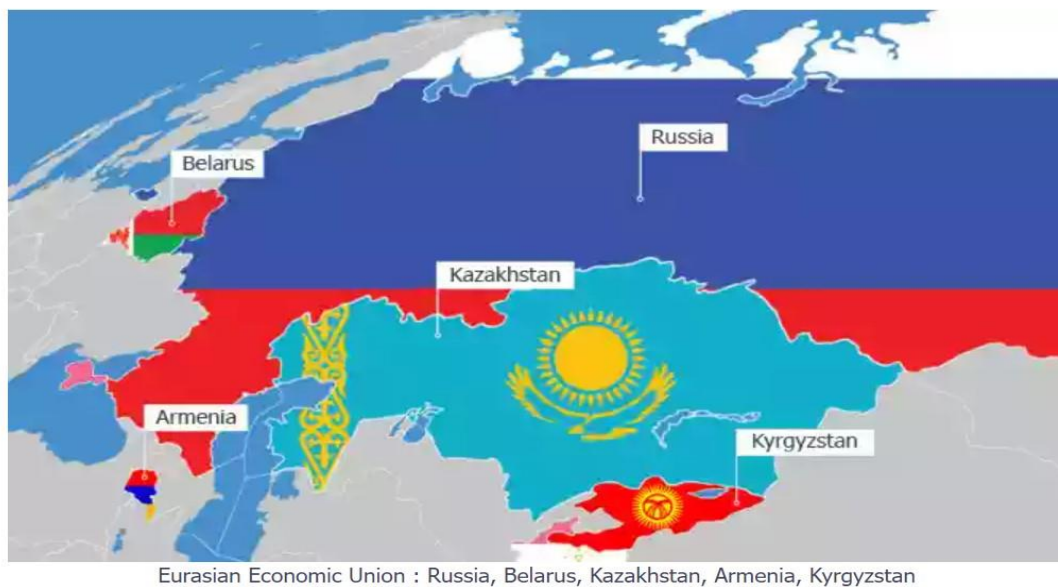 Russia
Belarus
Kazakhstan
Armenia
Kyrgyzstan
Eurasian Economic Union : Russia, Belarus, Kazakhstan, Armenia, Kyrgyzstan